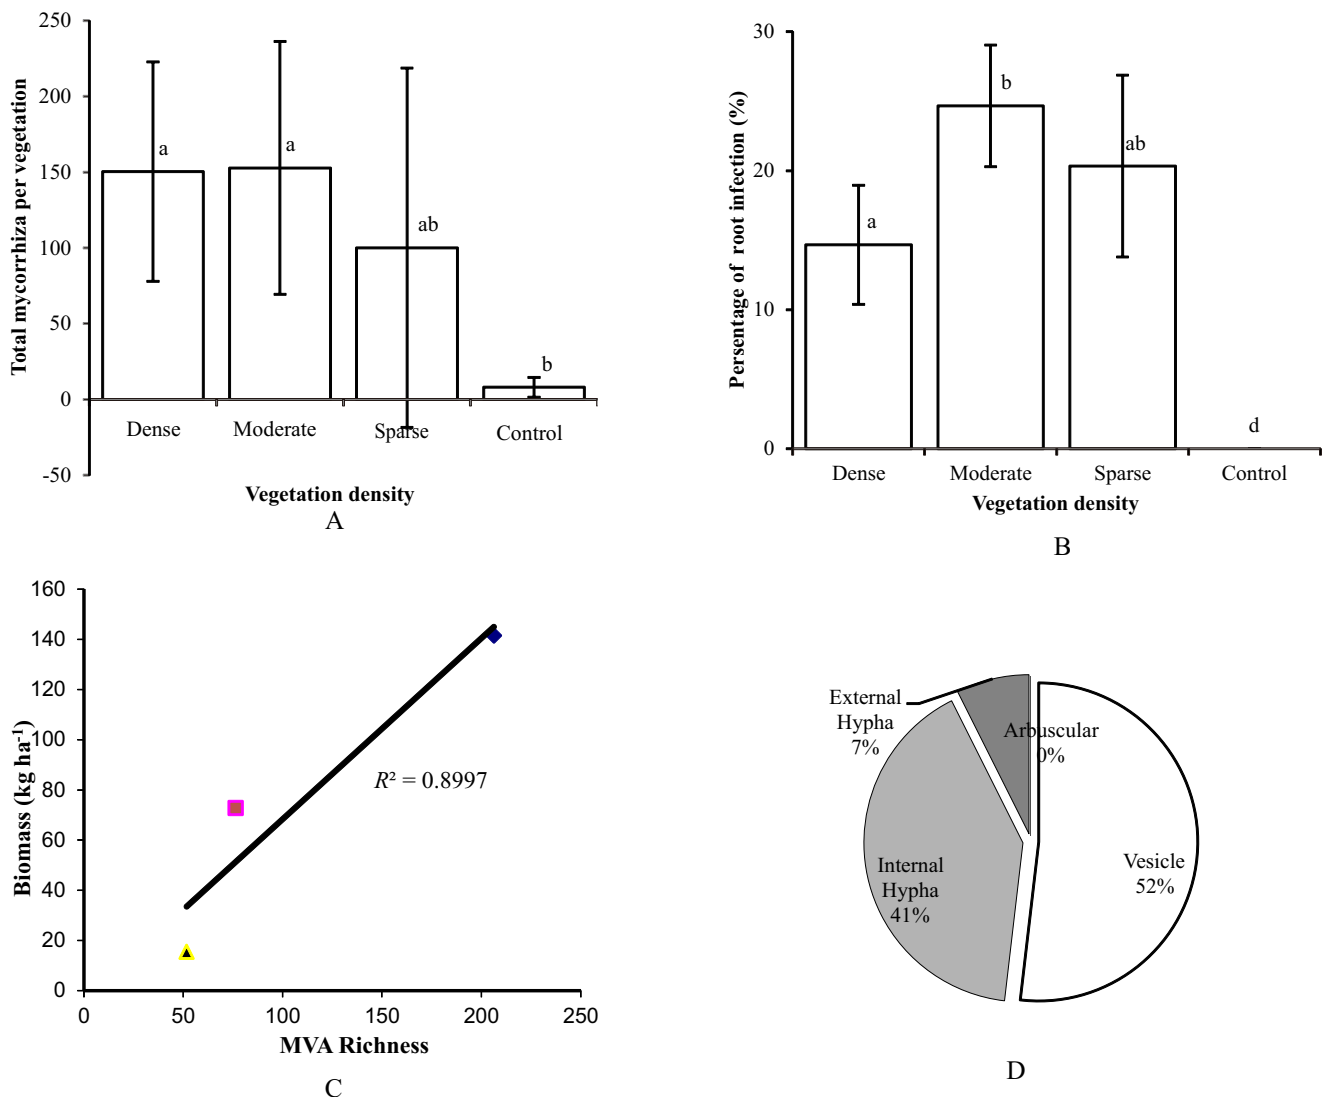 250
200
150
100
50
0
-50
Total mycorrhiza per vegetation
a
a
ab
b
Dense
Moderate
Sparse
Control
Vegetation density
A
30
20
10
0
Persentage of root infection (%)
a
b
ab
d
Dense
Moderate
Sparse
Control
Vegetation density
B
160
140
120
100
80
60
40
20
0
Biomass (kg ha⁻¹)
R² = 0.8997
0
50
100
150
200
250
MVA Richness
C
External
Hypha
7%
Arbuscular
0%
Internal
Hypha
41%
Vesicle
52%
D